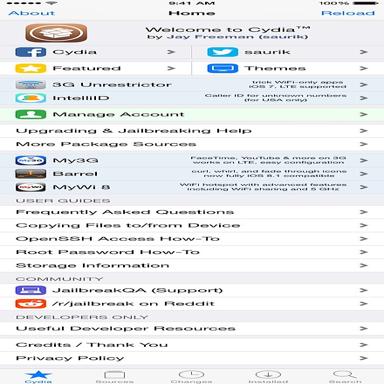 9:41 AM
100%
About
Home
Reload
Welcome to Cydia™
by Jay Freeman (saurik)
Cydia
saurik
Featured
Themes
3G Unrestrictor
trick WiFi-only apps
iOS 7, LTE supported
IntelliID
Caller ID for unknown numbers
(for USA only)
Manage Account
Upgrading & Jailbreaking Help
More Package Sources
My3G
FaceTime, YouTube & more on 3G
works on LTE, easy configuration
Barrel
curl, whirl, and fade through icons
now fully iOS 8.1 compatible
MyWi 8
WiFi hotspot with advanced features
including WiFi sharing and 5 GHz
USER GUIDES
Frequently Asked Questions
Copying Files to/from Device
OpenSSH Access How-To
Root Password How-To
Storage Information
COMMUNITY
JailbreakQA (Support)
/r/jailbreak on Reddit
DEVELOPERS ONLY
Useful Developer Resources
Credits / Thank You
Privacy Policy
Cydia
Sources
Changes
Installed
Search